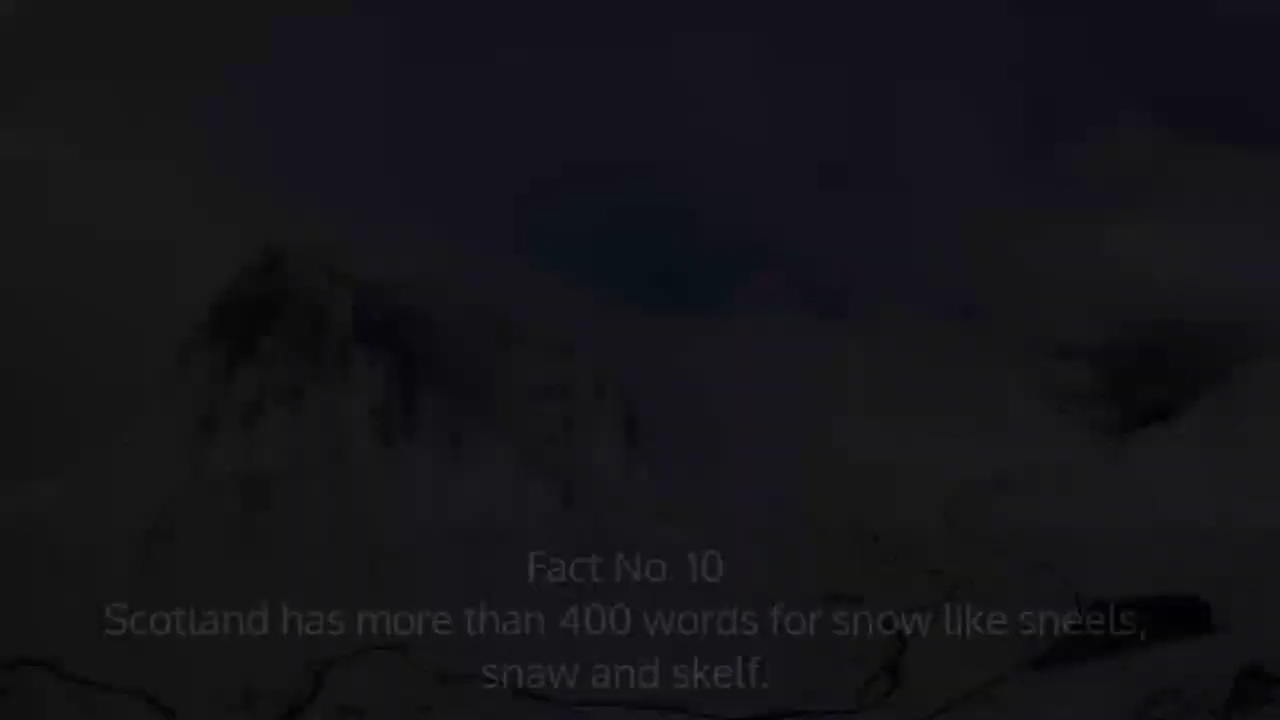 Fact No. 10
Scotland has more than 400 words for snow like sneels,
snaw and skelf.